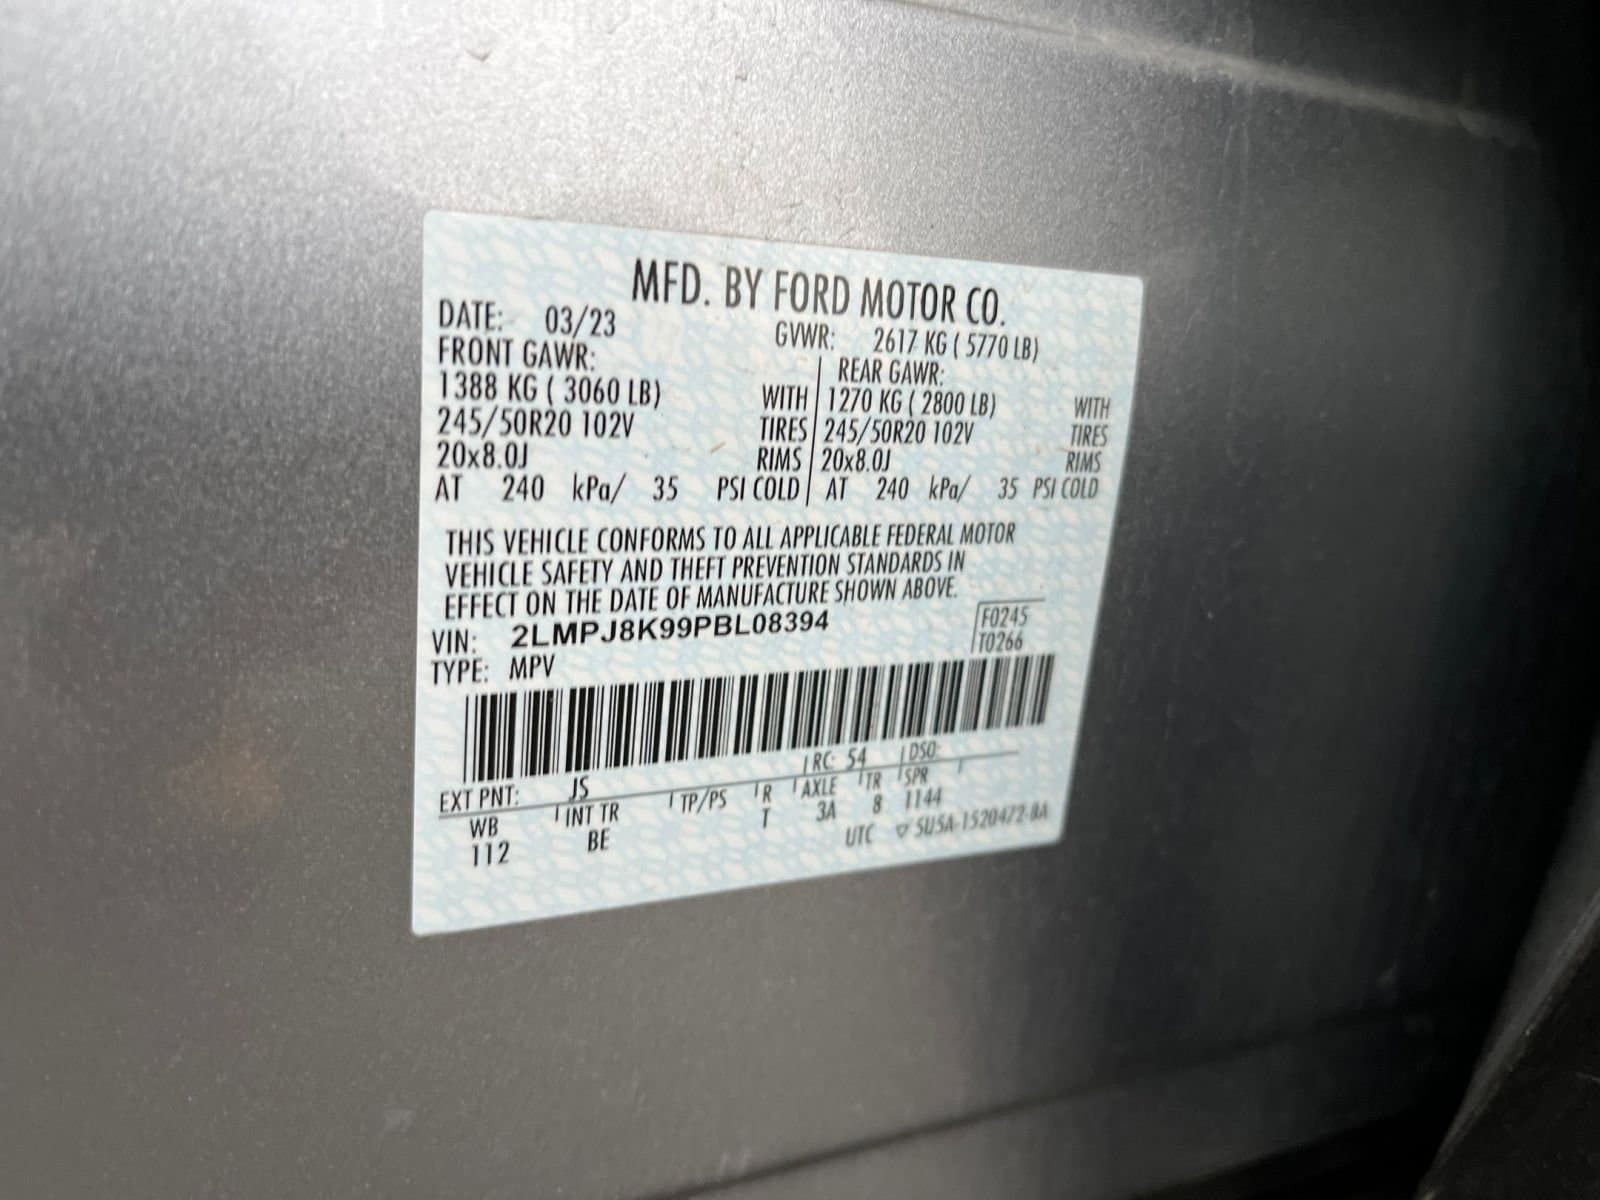 MFD. BY FORD MOTOR CO.
DATE: 03/23 GVWR: 2617 KG ( 5770 LB)
FRONT GAWR: REAR GAWR:
1388 KG ( 3060 LB) WITH 1270 KG ( 2800 LB) WITH
245/50R20 102V TIRES 245/50R20 102V TIRES
20x8.0J RIMS 20x8.0J RIMS
AT 240 kPa/ 35 PSI COLD AT 240 kPa/ 35 PSI COLD
THIS VEHICLE CONFORMS TO ALL APPLICABLE FEDERAL MOTOR
VEHICLE SAFETY AND THEFT PREVENTION STANDARDS IN
EFFECT ON THE DATE OF MANUFACTURE SHOWN ABOVE.
VIN: 2LMPJ8K99PBL08394 F0245
TYPE: MPV T0266
EXT PNT: JS RC: 54 DSO:
WB INT TR TP/PS R AXLE TR SPR
112 BE T 3A 8 1144
UTC ▽ 5U5A-1520472-BA